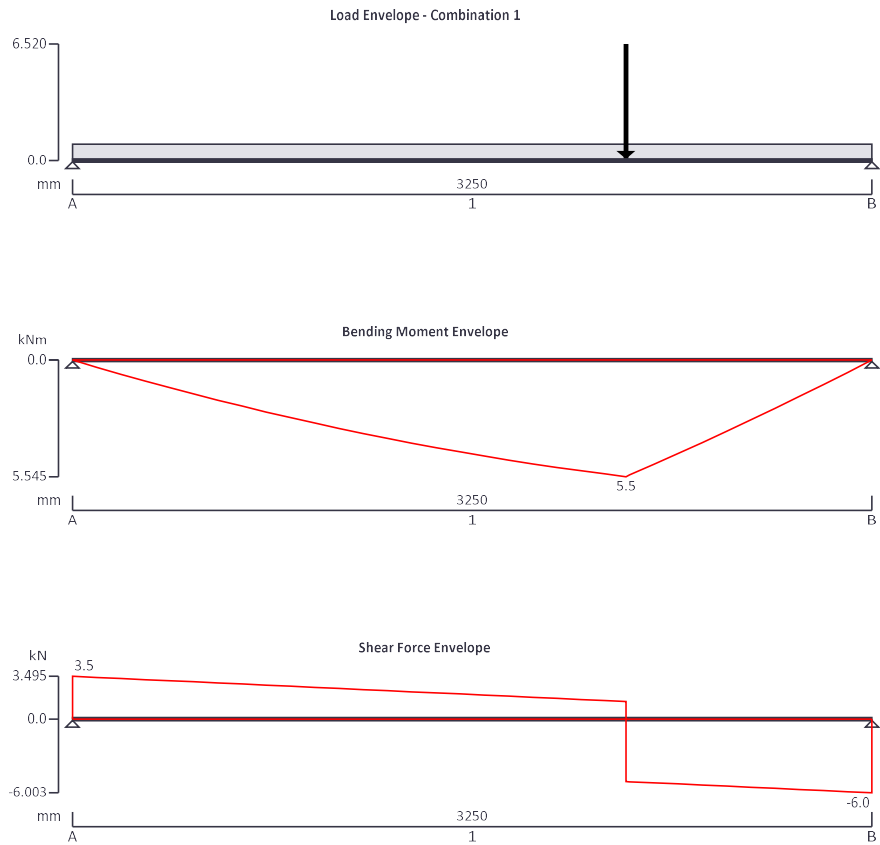 Load Envelope - Combination 1
6.520
0.0
mm
3250
A
1
B
Bending Moment Envelope
kNm
0.0
5.545
5.5
mm
3250
A
1
B
Shear Force Envelope
kN
3.5
3.495
0.0
-6.003
-6.0
mm
3250
A
1
B